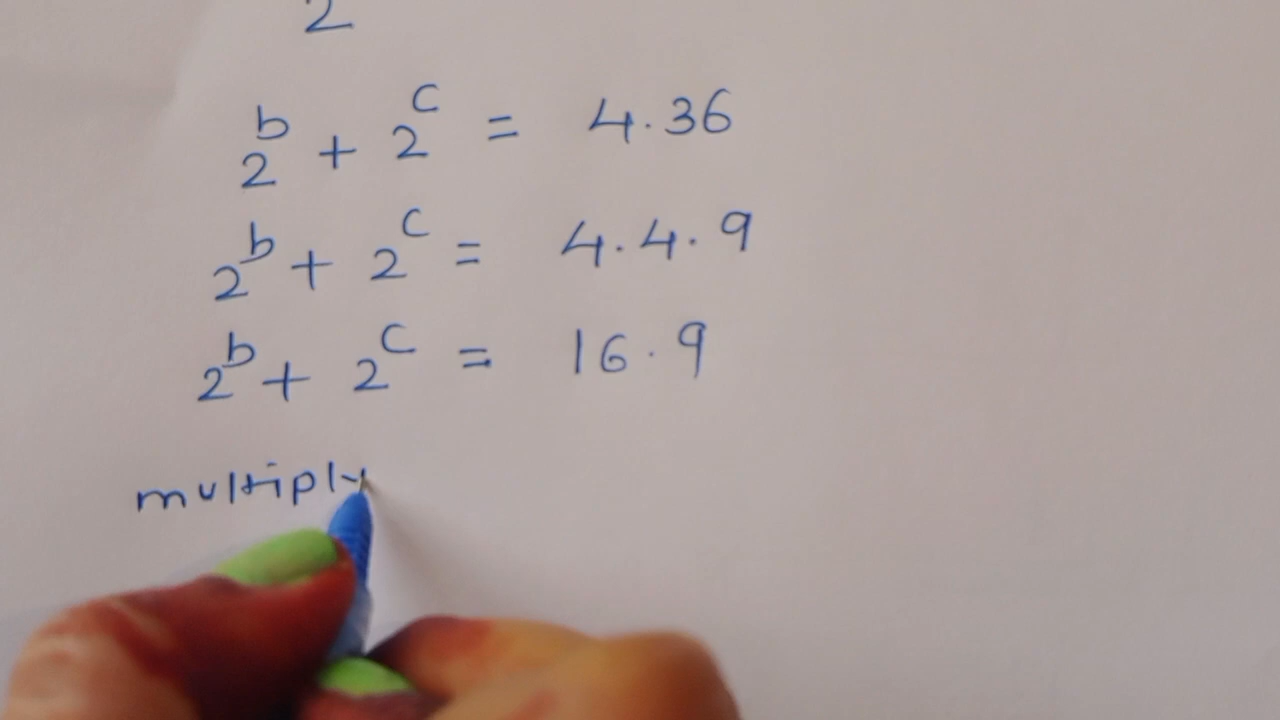 2
2^b + 2^c = 4.36
2^b + 2^c = 4.4.9
2^b + 2^c = 16.9
multiply